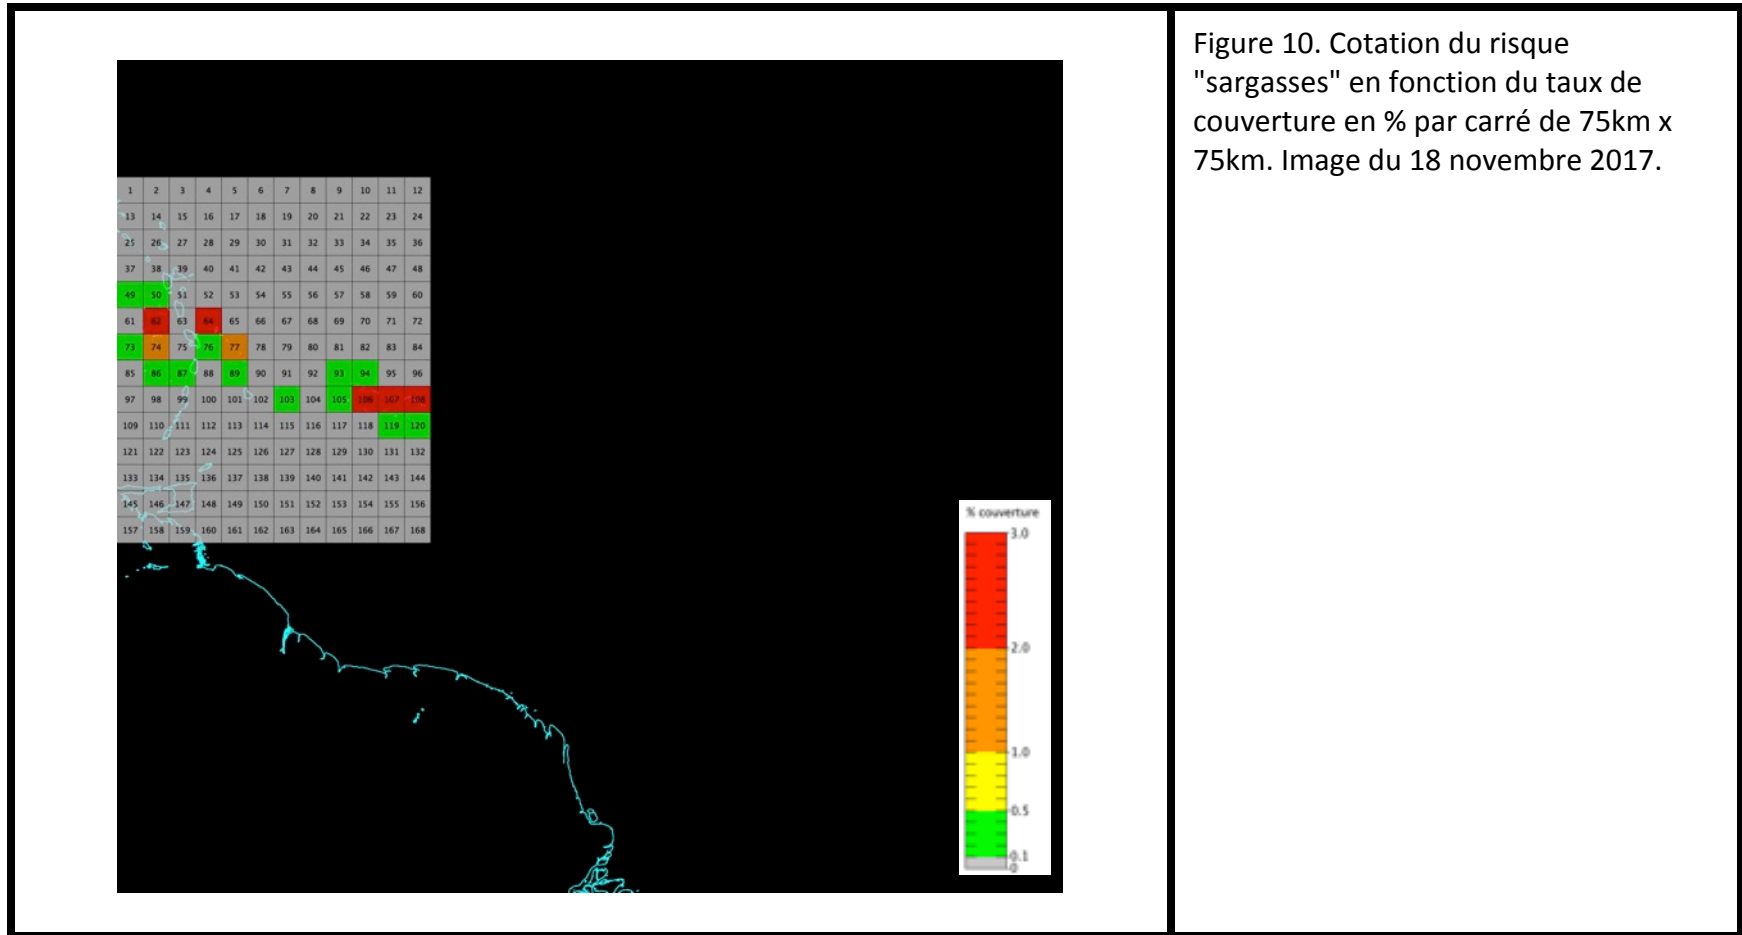 1 2 3 4 5 6 7 8 9 10 11 12
13 14 15 16 17 18 19 20 21 22 23 24
25 26 27 28 29 30 31 32 33 34 35 36
37 38 39 40 41 42 43 44 45 46 47 48
49 50 51 52 53 54 55 56 57 58 59 60
61 62 63 64 65 66 67 68 69 70 71 72
73 74 75 76 77 78 79 80 81 82 83 84
85 86 87 88 89 90 91 92 93 94 95 96
97 98 99 100 101 102 103 104 105 106 107 108
109 110 111 112 113 114 115 116 117 118 119 120
121 122 123 124 125 126 127 128 129 130 131 132
133 134 135 136 137 138 139 140 141 142 143 144
145 146 147 148 149 150 151 152 153 154 155 156
157 158 159 160 161 162 163 164 165 166 167 168
% couverture
3.0
2.0
1.0
0.5
0.1
0
Figure 10. Cotation du risque
"sargasses" en fonction du taux de
couverture en % par carré de 75km x
75km. Image du 18 novembre 2017.